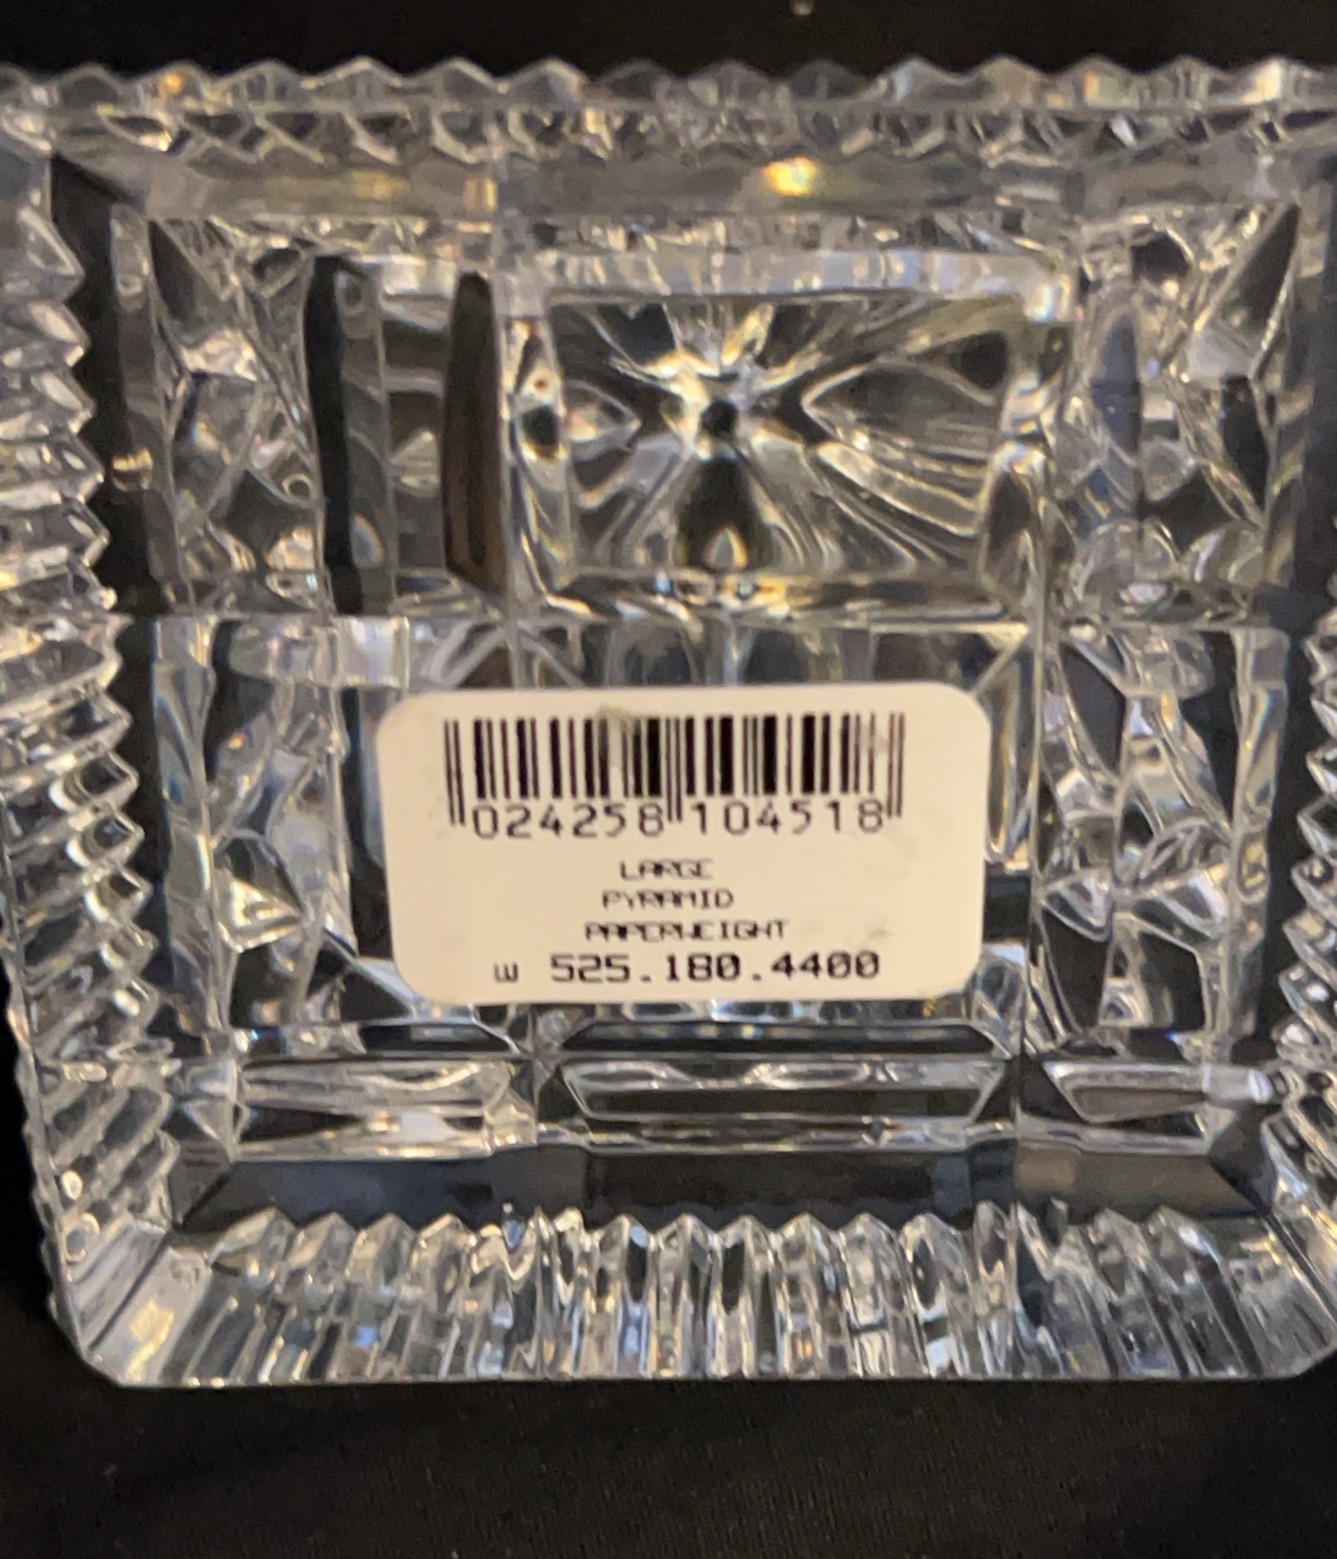 024258 104518
LARGE
PYRAMID
PAPERWEIGHT
W 525.180.4400